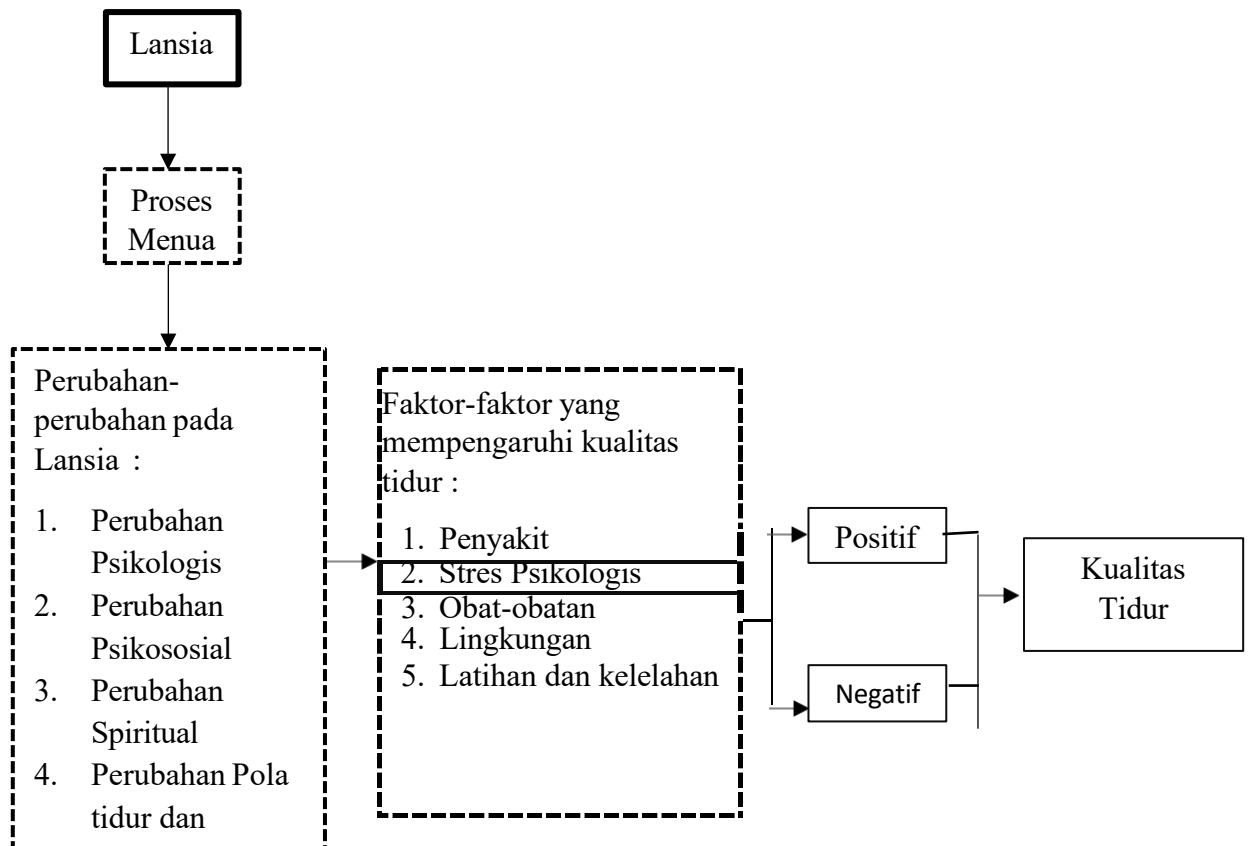 Lansia
Proses
Menua
Perubahan-
perubahan pada
Lansia :
1. Perubahan
Psikologis
2. Perubahan
Psikososial
3. Perubahan
Spiritual
4. Perubahan Pola
tidur dan
Faktor-faktor yang
mempengaruhi kualitas
tidur :
1. Penyakit
2. Stres Psikologis
3. Obat-obatan
4. Lingkungan
5. Latihan dan kelelahan
Positif
Negatif
Kualitas
Tidur